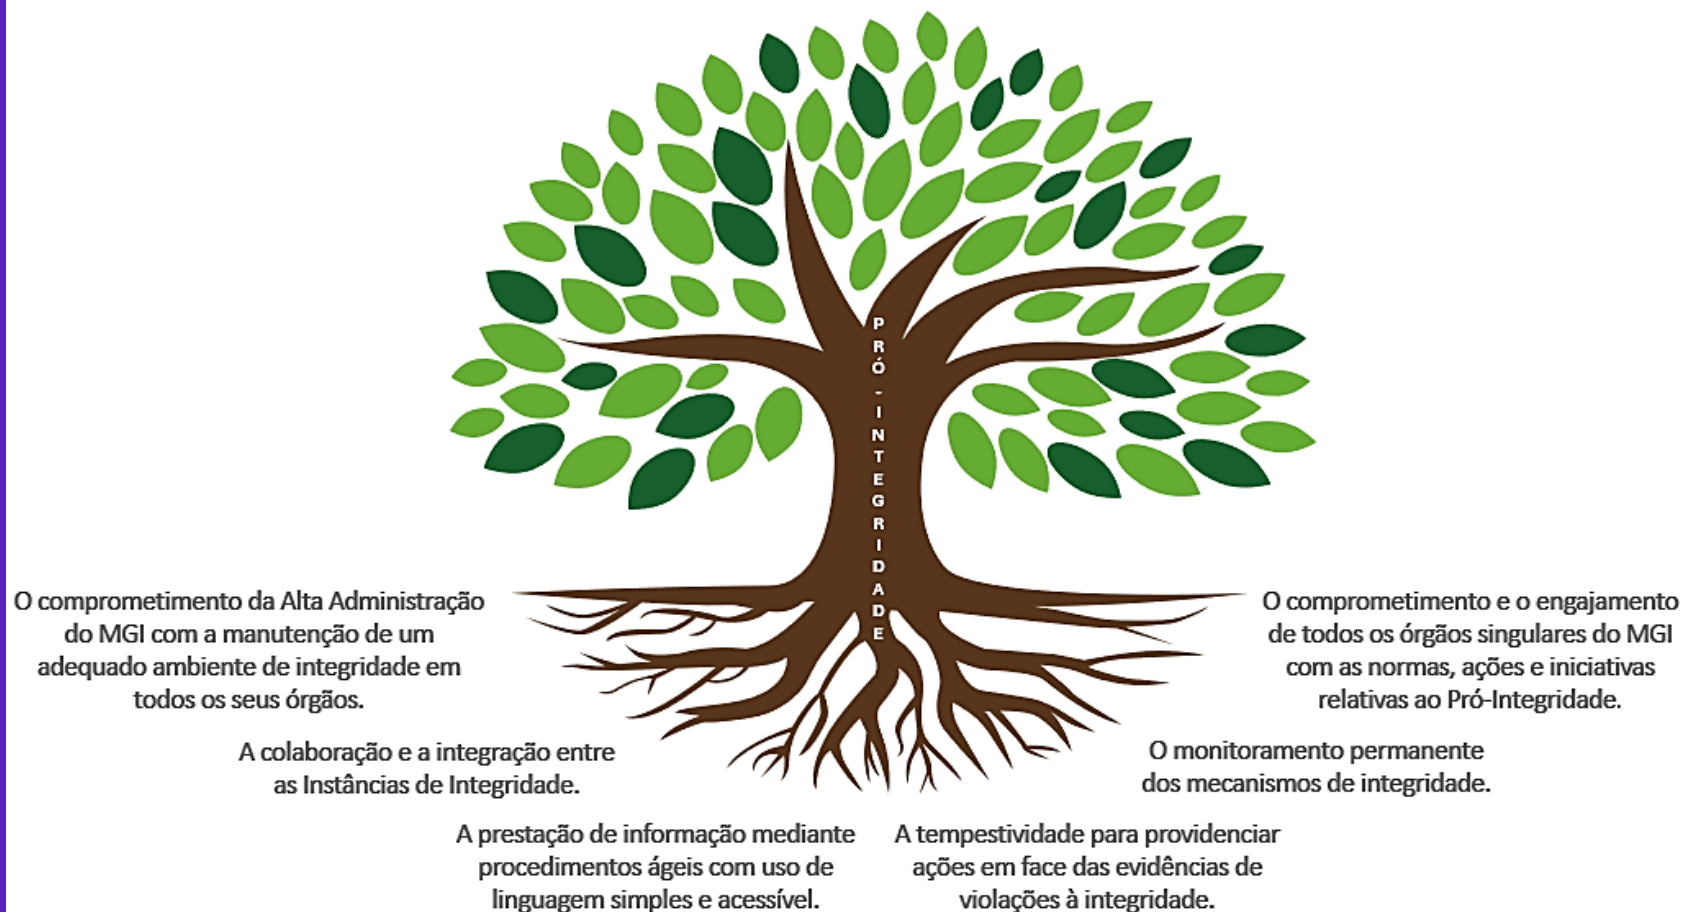 PRÓ-INTEGRIDADE
O comprometimento da Alta Administração
do MGI com a manutenção de um
adequado ambiente de integridade em
todos os seus órgãos.
A colaboração e a integração entre
as Instâncias de Integridade.
A prestação de informação mediante
procedimentos ágeis com uso de
linguagem simples e acessível.
A tempestividade para providenciar
ações em face das evidências de
violações à integridade.
O monitoramento permanente
dos mecanismos de integridade.
O comprometimento e o engajamento
de todos os órgãos singulares do MGI
com as normas, ações e iniciativas
relativas ao Pró-Integridade.